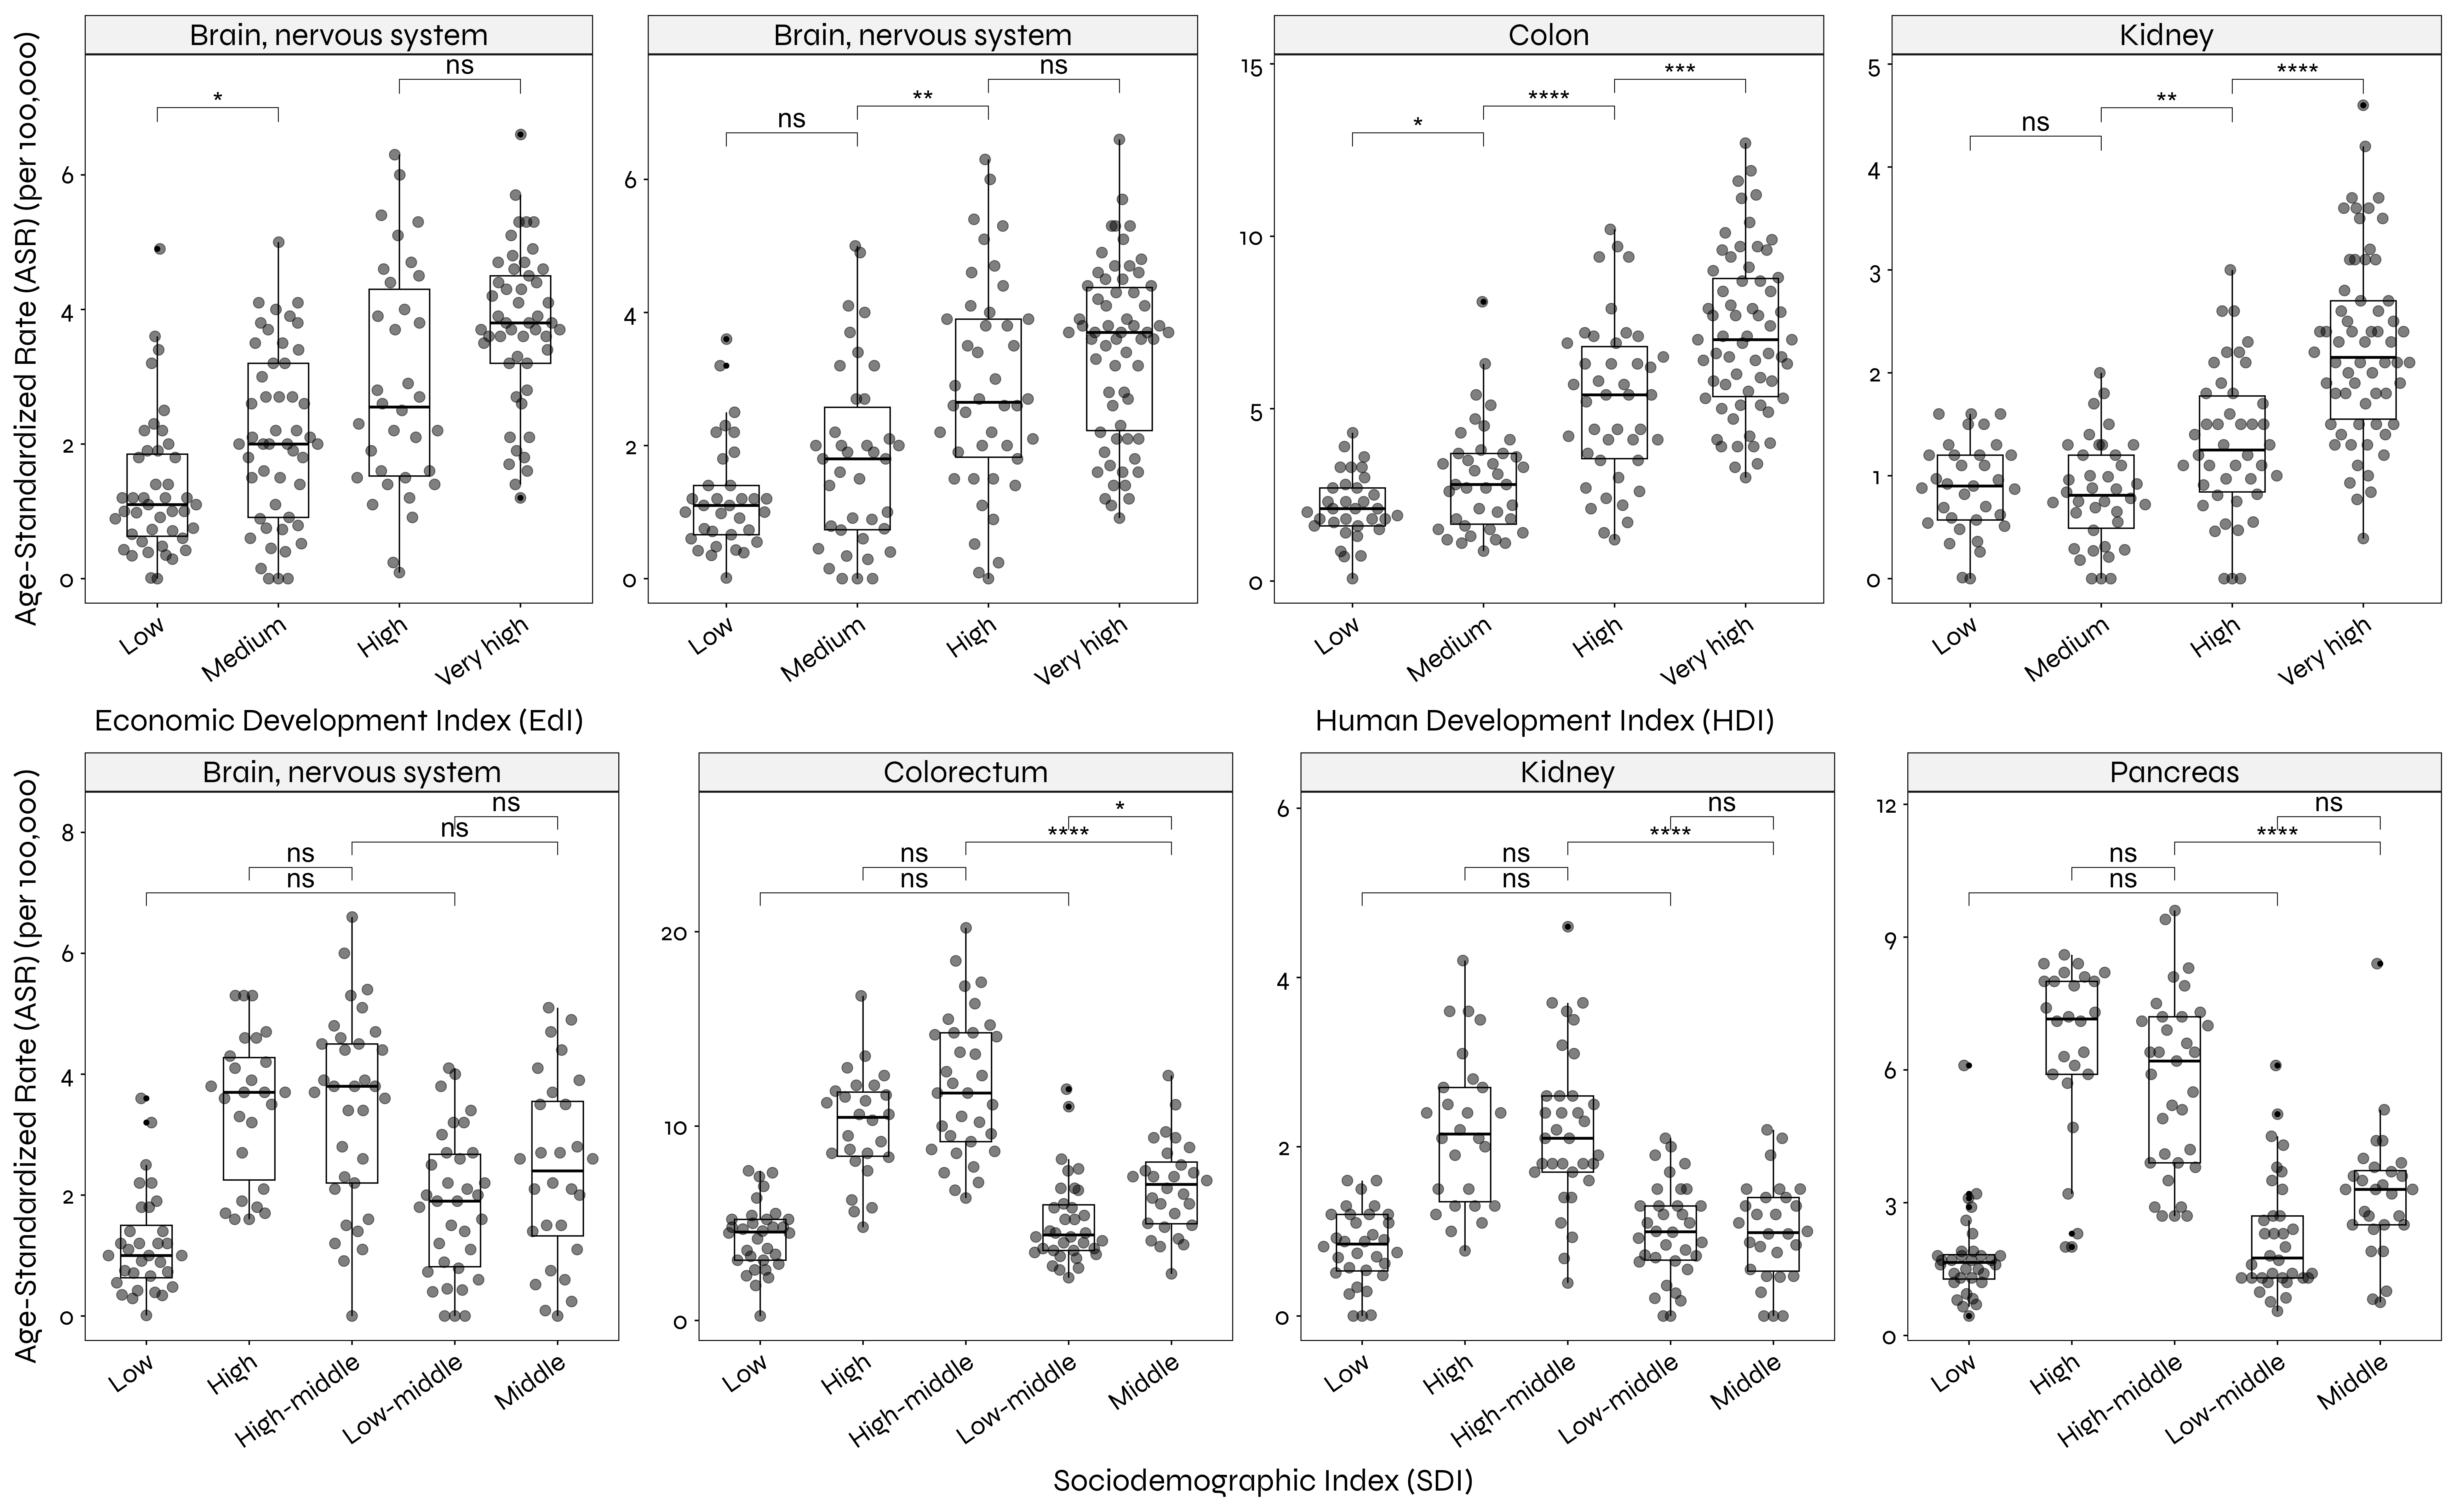 Brain, nervous system
Brain, nervous system
Colon
Kidney
Age-Standardized Rate (ASR) (per 100,000)
0 2 4 6
* ns
Low Medium High Very high
0 2 4 6
ns ** ns
Low Medium High Very high
0 5 10 15
* **** ***
Low Medium High Very high
0 1 2 3 4 5
ns ** ****
Low Medium High Very high
Economic Development Index (EdI)
Human Development Index (HDI)
Brain, nervous system
Colorectum
Kidney
Pancreas
Age-Standardized Rate (ASR) (per 100,000)
0 2 4 6 8
ns ns ns ns
Low High High-middle Low-middle Middle
0 10 20
ns ns **** *
Low High High-middle Low-middle Middle
0 2 4 6
ns ns **** ns
Low High High-middle Low-middle Middle
0 3 6 9 12
ns ns **** ns
Low High High-middle Low-middle Middle
Sociodemographic Index (SDI)